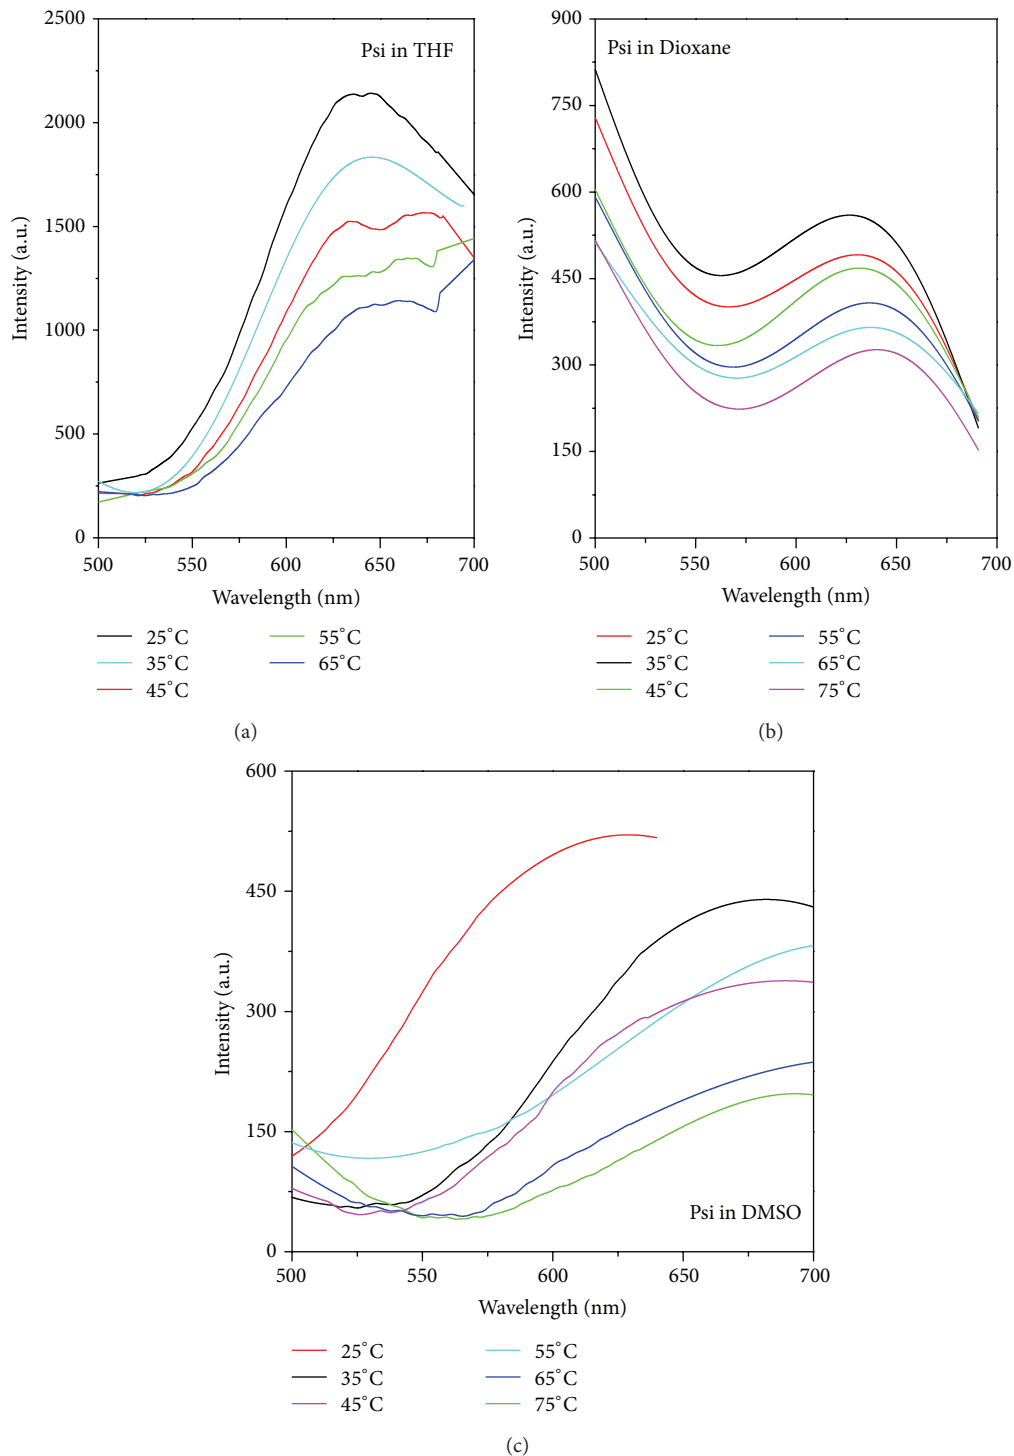 Psi in THF
2500
2000
1500
1000
500
0
Intensity (a.u.)
500 550 600 650 700
Wavelength (nm)
25°C 55°C
35°C 65°C
45°C
(a)
Psi in Dioxane
900
750
600
450
300
150
0
Intensity (a.u.)
500 550 600 650 700
Wavelength (nm)
25°C 55°C
35°C 65°C
45°C 75°C
(b)
600
450
300
150
0
Intensity (a.u.)
Psi in DMSO
500 550 600 650 700
Wavelength (nm)
25°C 55°C
35°C 65°C
45°C 75°C
(c)